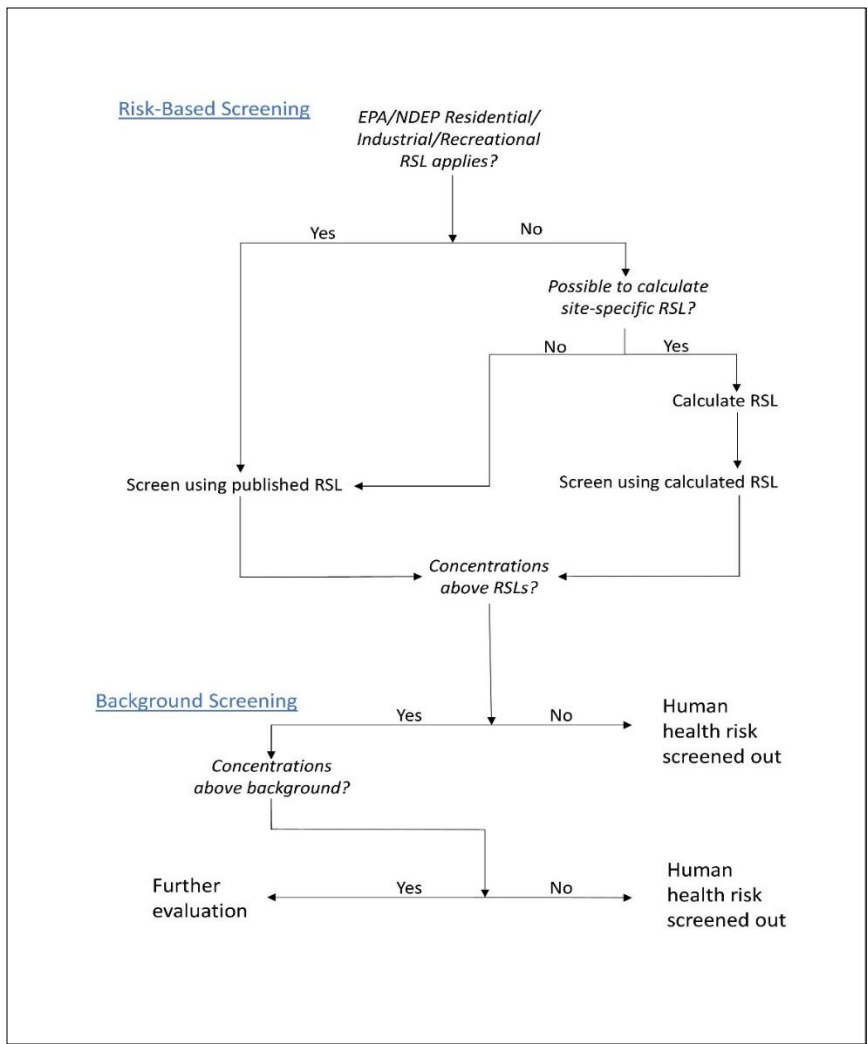 Risk-Based Screening
EPA/NDEP Residential/
Industrial/Recreational
RSL applies?
Yes
No
Possible to calculate
site-specific RSL?
No
Yes
Calculate RSL
Screen using published RSL
Screen using calculated RSL
Concentrations
above RSLs?
Background Screening
Yes
No
Human
health risk
screened out
Concentrations
above background?
Further
evaluation
Yes
No
Human
health risk
screened out